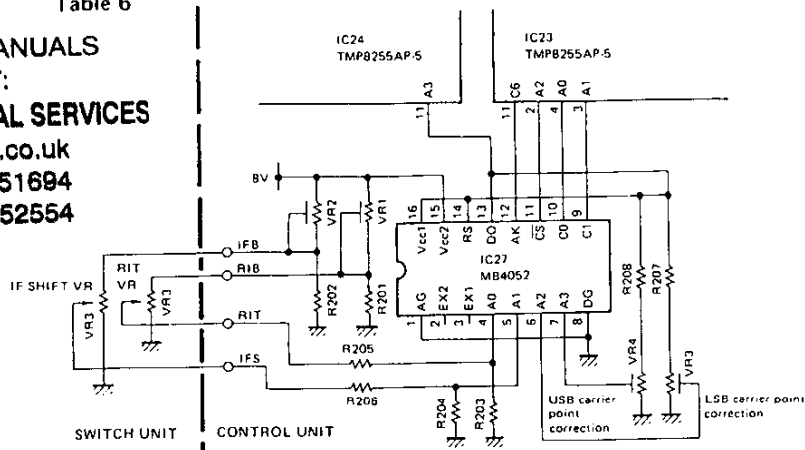 Table 6
ANUALS
T:
AL SERVICES
.co.uk
51694
52554
IC24
TMP8255AP-5
IC23
TMP8255AP-5
A3
11
C6
A2
A0
A1
11
2
4
3
8V
VR2
VR1
16
15
14
13
12
11
10
9
Vcc1
Vcc2
RS
DO
AK
CS
C0
C1
IC27
MB4052
AG
EX2
EX1
A0
A1
A2
A3
DG
1
2
3
4
5
6
7
8
R208
R207
IFB
RIB
RIT
IFS
R202
R201
IF SHIFT VR
RIT
VR
VR3
VR3
R205
R206
R204
R203
VR4
VR3
USB carrier
point
correction
LSB carrier point
correction
SWITCH UNIT
CONTROL UNIT